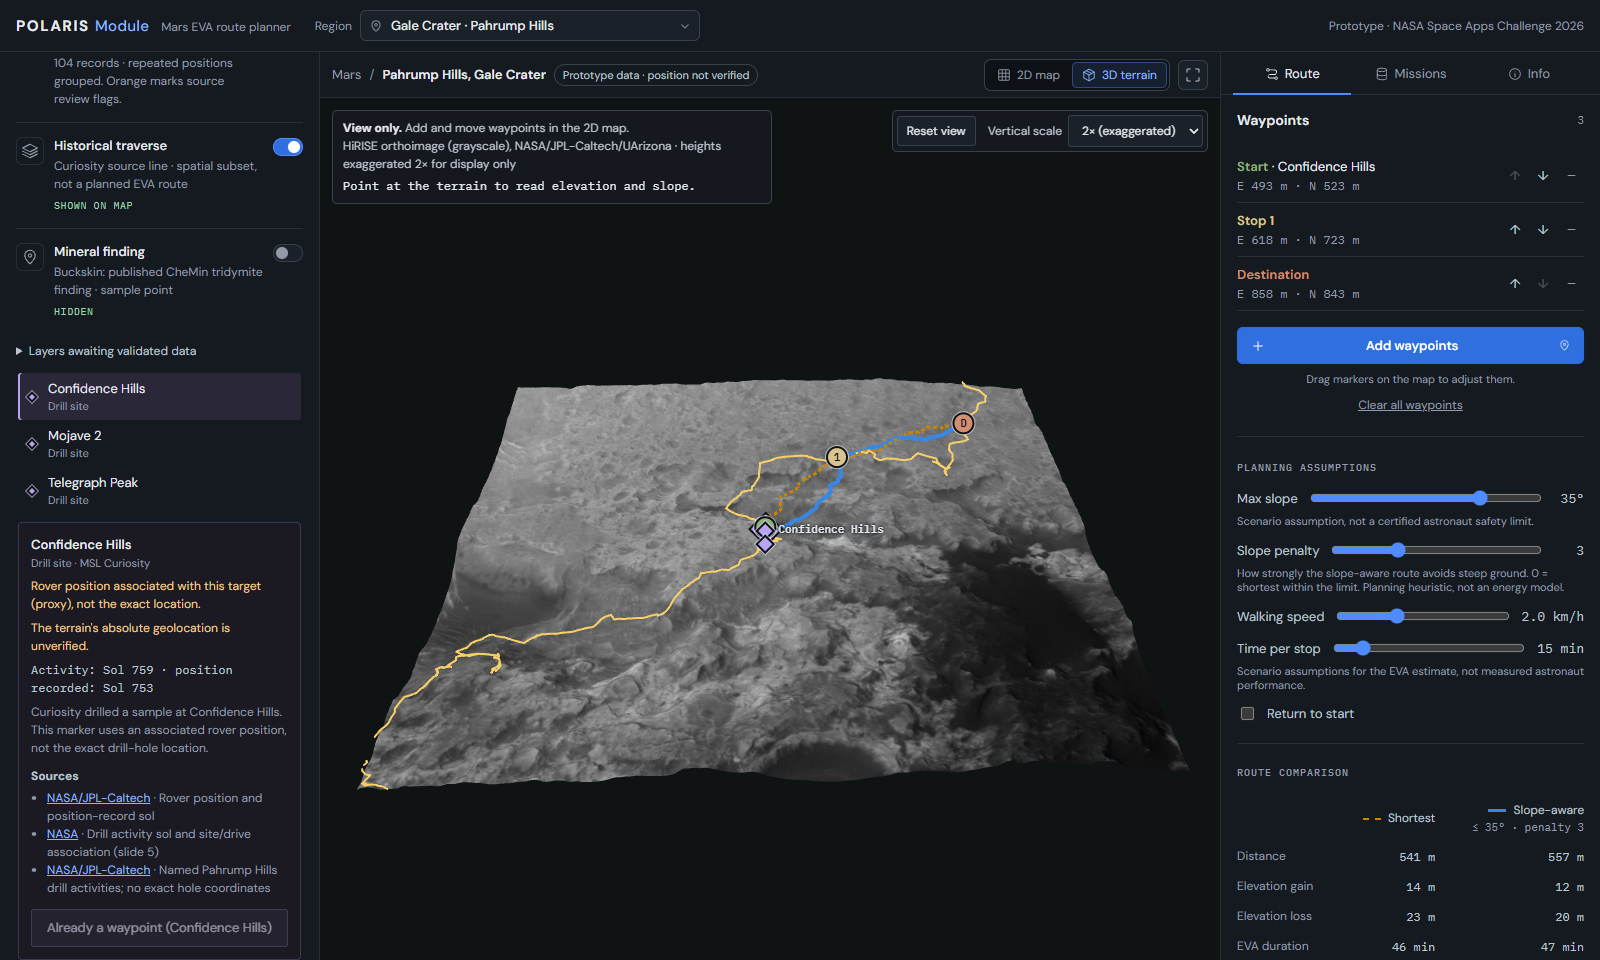 POLARIS Module
Mars EVA route planner
Region
Gale Crater · Pahrump Hills
Prototype · NASA Space Apps Challenge 2026
104 records · repeated positions
grouped. Orange marks source
review flags.
Historical traverse
Curiosity source line · spatial subset,
not a planned EVA route
SHOWN ON MAP
Mineral finding
Buckskin: published CheMin tridymite
finding · sample point
HIDDEN
Layers awaiting validated data
Confidence Hills
Drill site
Mojave 2
Drill site
Telegraph Peak
Drill site
Confidence Hills
Drill site · MSL Curiosity
Rover position associated with this target
(proxy), not the exact location.
The terrain's absolute geolocation is
unverified.
Activity: Sol 759 · position
recorded: Sol 753
Curiosity drilled a sample at Confidence Hills.
This marker uses an associated rover position,
not the exact drill-hole location.
Sources
• NASA/JPL-Caltech · Rover position and
position-record sol
• NASA · Drill activity sol and site/drive
association (slide 5)
• NASA/JPL-Caltech · Named Pahrump Hills
drill activities; no exact hole coordinates
Already a waypoint (Confidence Hills)
Mars / Pahrump Hills, Gale Crater
Prototype data · position not verified
2D map
3D terrain
View only. Add and move waypoints in the 2D map.
HiRISE orthoimage (grayscale), NASA/JPL-Caltech/UArizona · heights
exaggerated 2× for display only
Point at the terrain to read elevation and slope.
Reset view
Vertical scale
2× (exaggerated)
D
1
Confidence Hills
Route
Missions
Info
Waypoints
3
Start · Confidence Hills
E 493 m · N 523 m
Stop 1
E 618 m · N 723 m
Destination
E 858 m · N 843 m
Add waypoints
Drag markers on the map to adjust them.
Clear all waypoints
PLANNING ASSUMPTIONS
Max slope
35°
Scenario assumption, not a certified astronaut safety limit.
Slope penalty
3
How strongly the slope-aware route avoids steep ground. 0 =
shortest within the limit. Planning heuristic, not an energy model.
Walking speed
2.0 km/h
Time per stop
15 min
Scenario assumptions for the EVA estimate, not measured astronaut
performance.
Return to start
ROUTE COMPARISON
Shortest
Slope-aware
≤ 35° · penalty 3
Distance 541 m 557 m
Elevation gain 14 m 12 m
Elevation loss 23 m 20 m
EVA duration 46 min 47 min